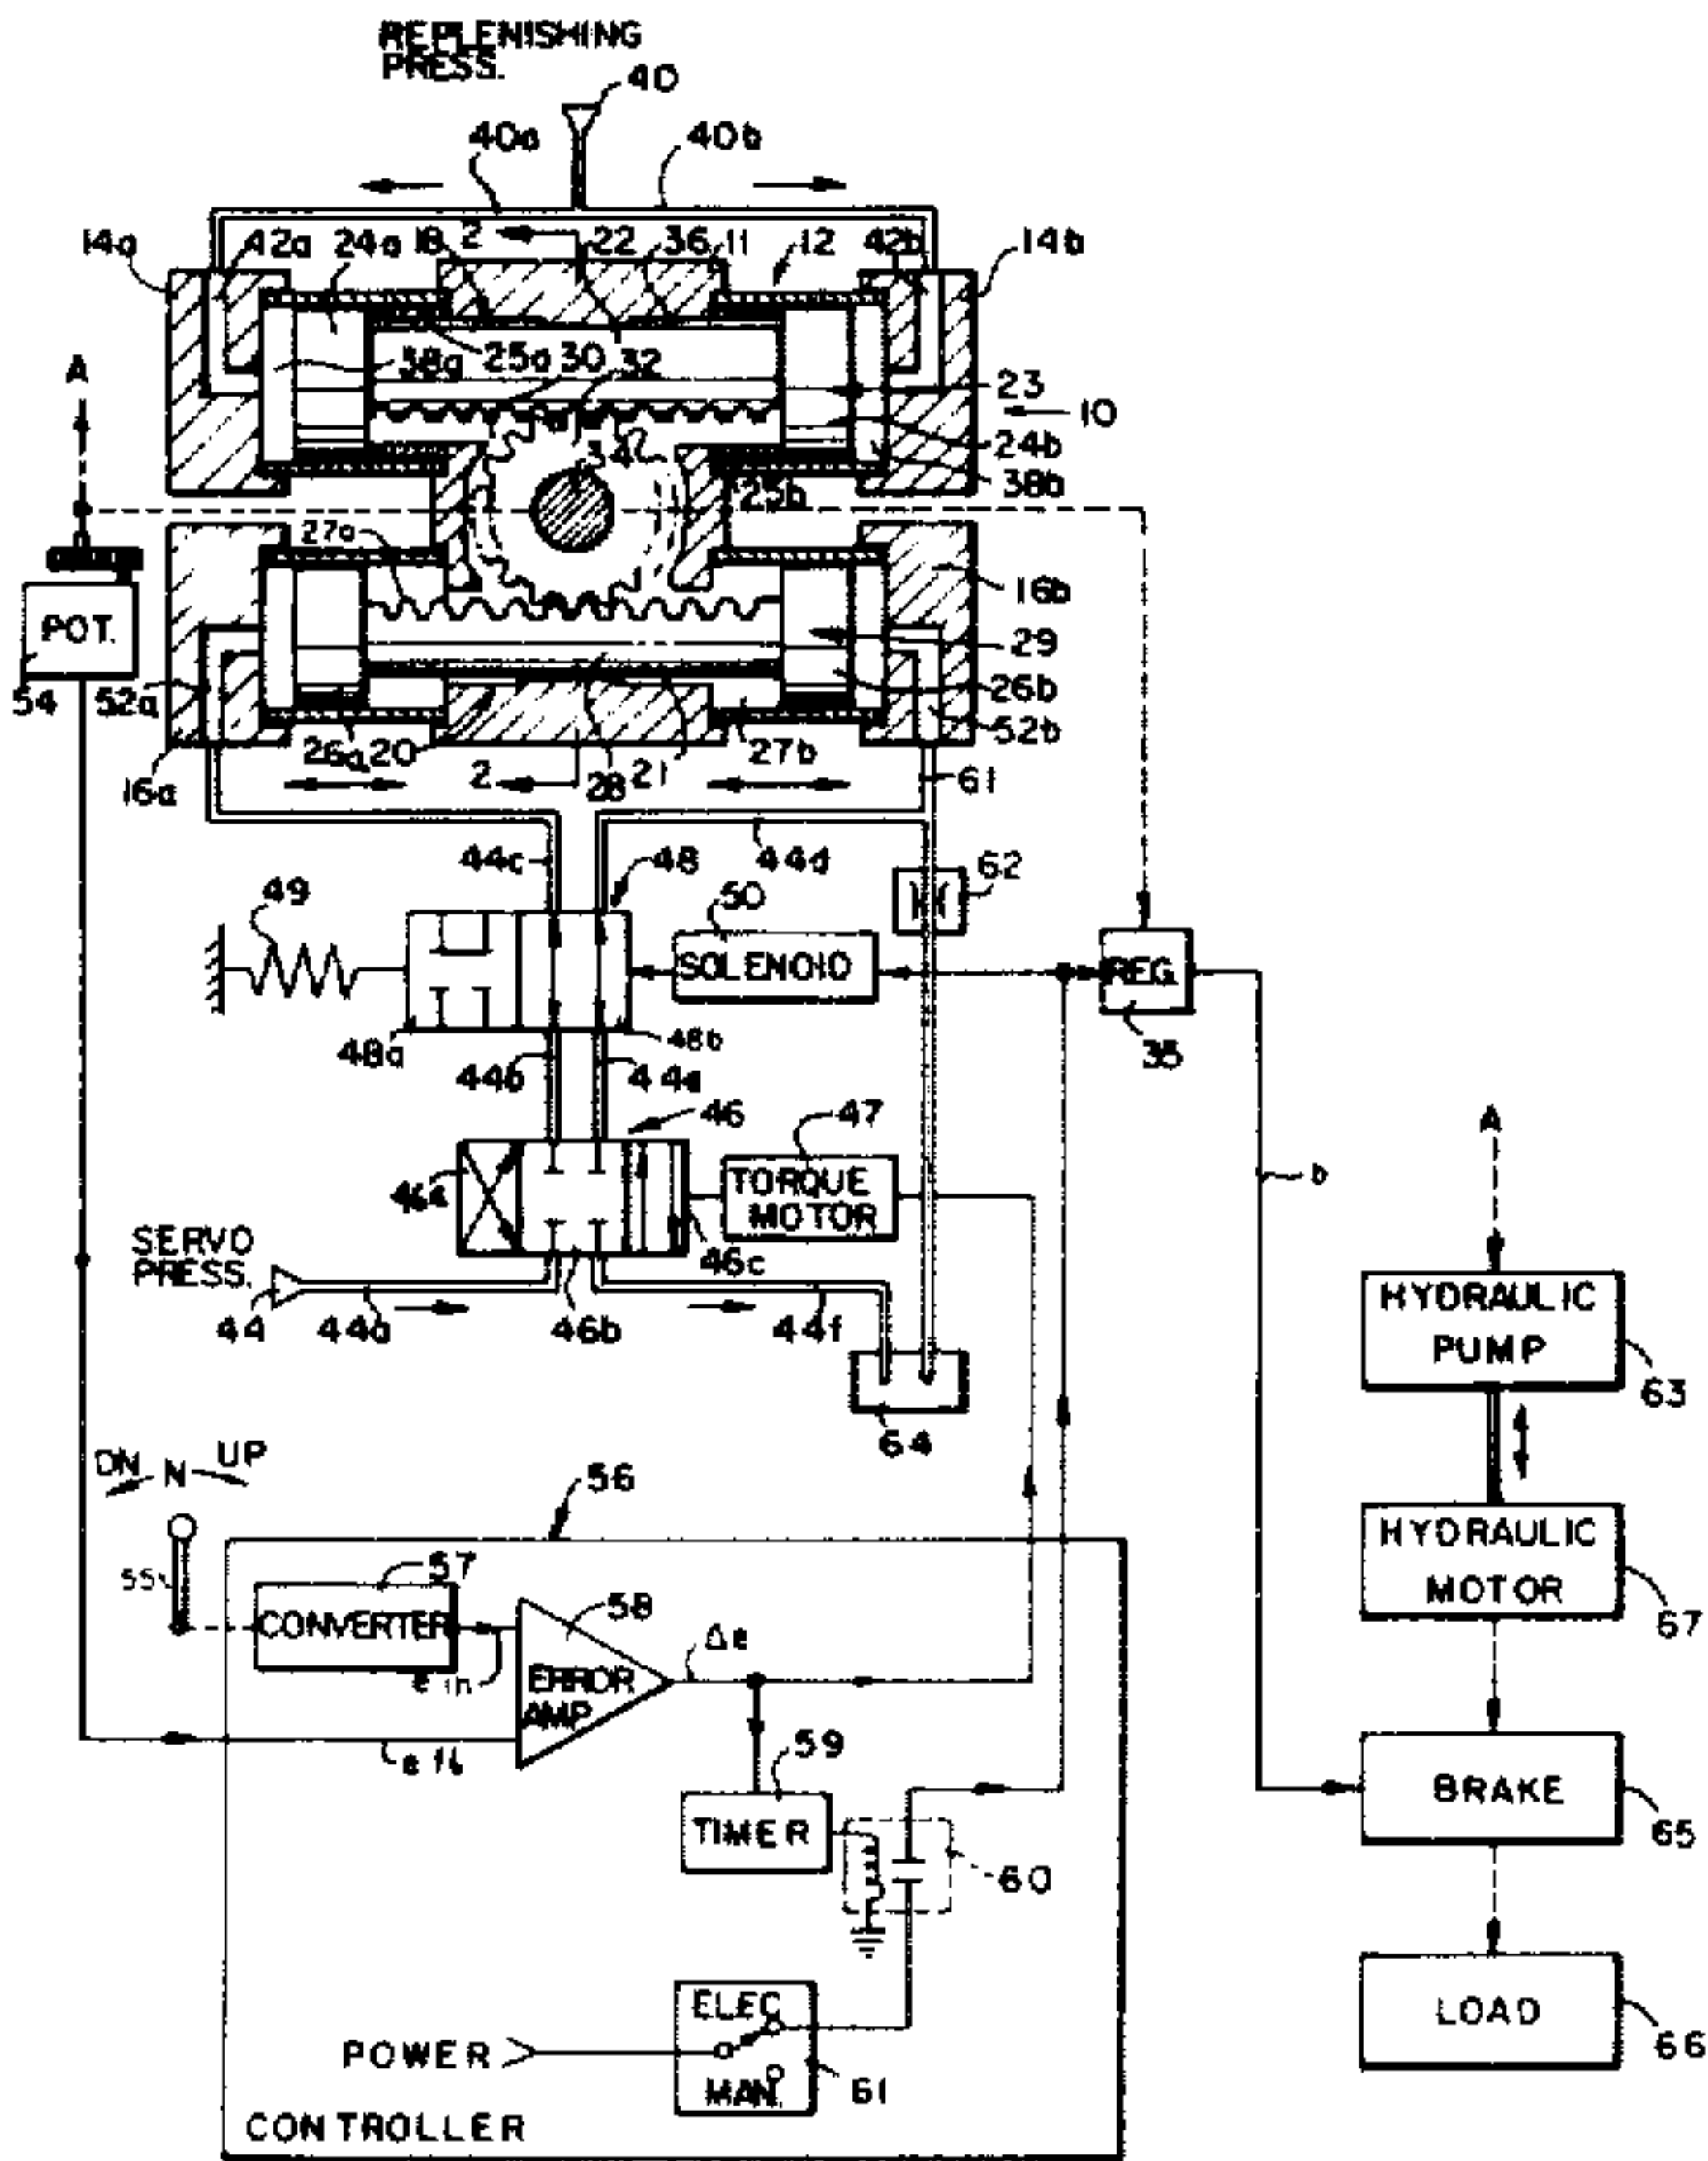 REPLENISHING
PRESS.
40
40a 40b
14a 42a 24a 18 2 22 36 11 12 42b 14b
A 38a 25a 30 32 23
10
34 24b
25b 38b
27a
16b
POT.
29
54 52a 26b
26a 20 27b 52b
16a 2 28 21 61
44c 48 44d 62
49 50
SOLENOID REG.
48a 48b 35
44b 44e
46 47 A
46a TORQUE
MOTOR b
SERVO
PRESS. 46c
44 44a 46b 44f
HYDRAULIC
PUMP
63
64
DN N UP
56
HYDRAULIC
MOTOR
67
55 57
CONVERTER 58
e in ERROR
AMP Δe
e fb 59
TIMER BRAKE
60 65
ELEC
POWER LOAD
MAN. 61 66
CONTROLLER